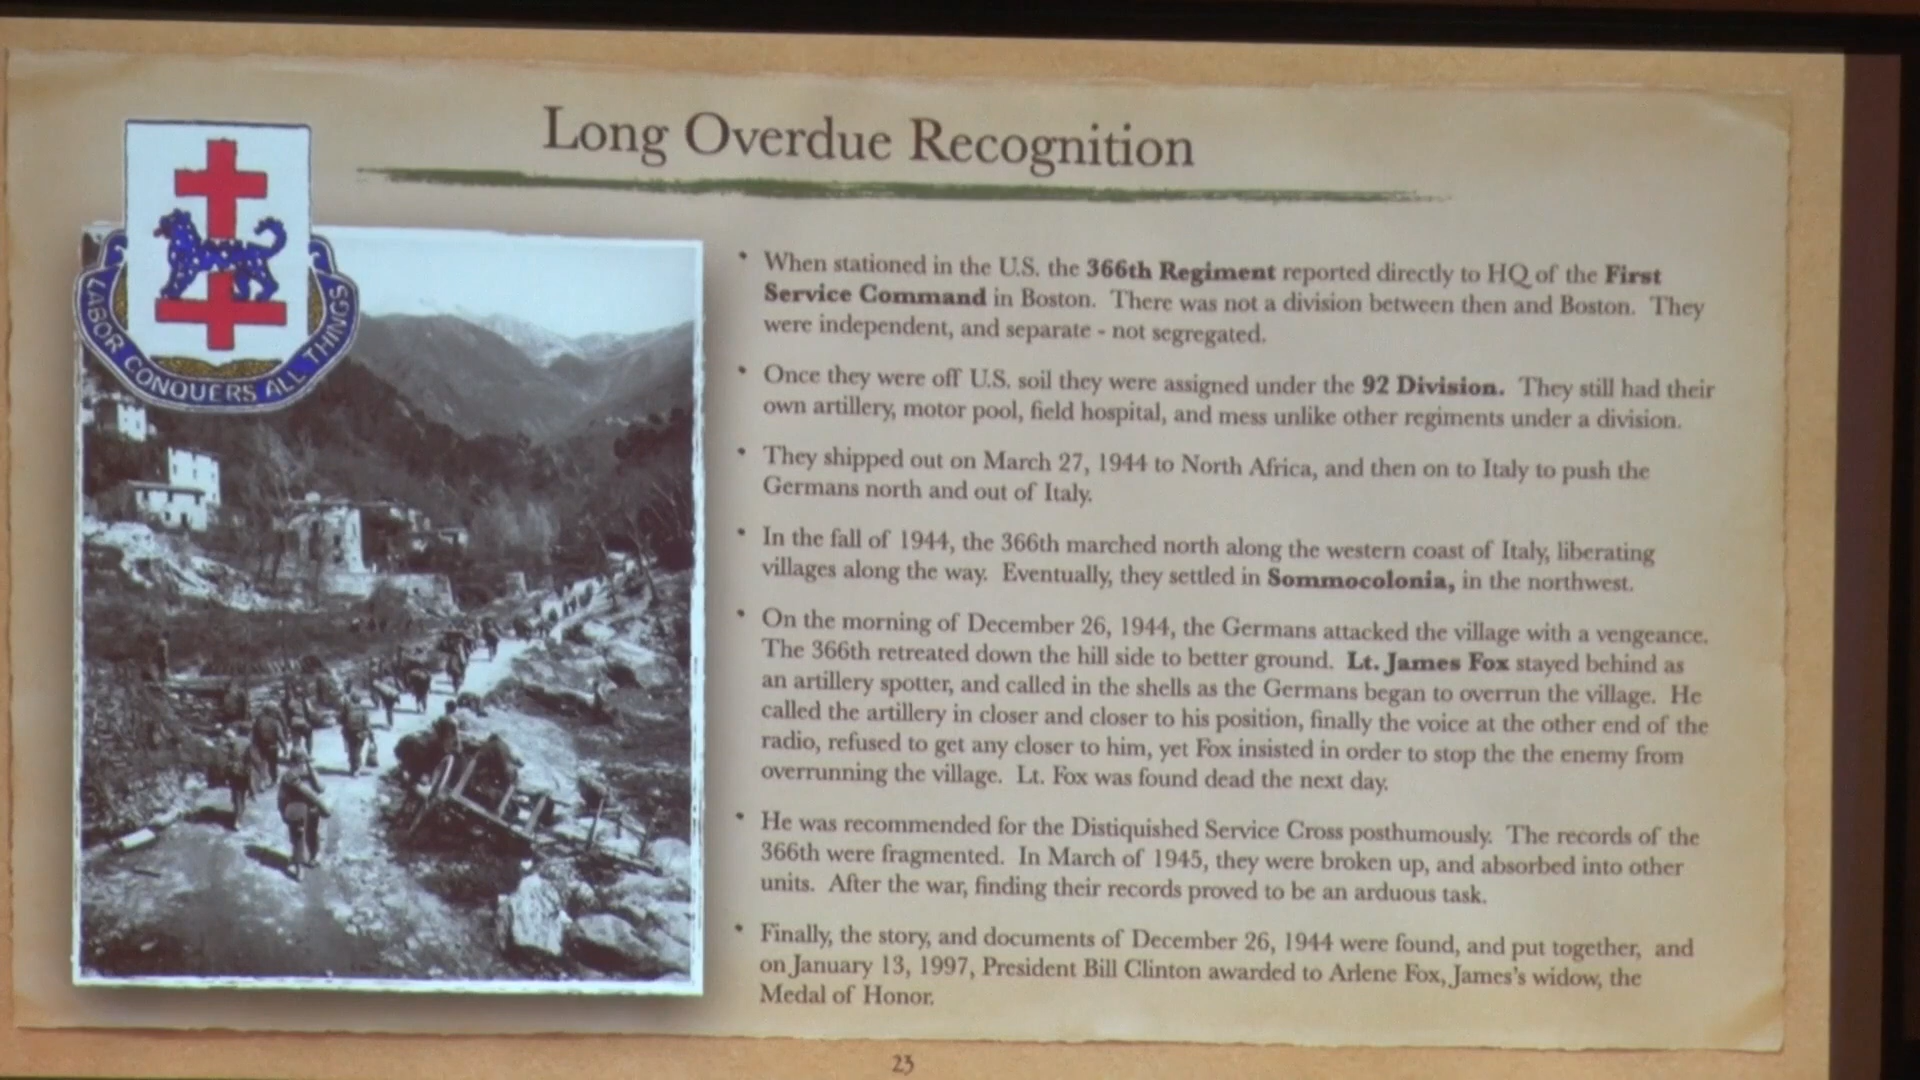 Long Overdue Recognition
LABOR CONQUERS ALL THINGS
• When stationed in the U.S. the 366th Regiment reported directly to HQ of the First
Service Command in Boston. There was not a division between then and Boston. They
were independent, and separate - not segregated.
• Once they were off U.S. soil they were assigned under the 92 Division. They still had their
own artillery, motor pool, field hospital, and mess unlike other regiments under a division.
• They shipped out on March 27, 1944 to North Africa, and then on to Italy to push the
Germans north and out of Italy.
• In the fall of 1944, the 366th marched north along the western coast of Italy, liberating
villages along the way. Eventually, they settled in Sommocolonia, in the northwest.
• On the morning of December 26, 1944, the Germans attacked the village with a vengeance.
The 366th retreated down the hill side to better ground. Lt. James Fox stayed behind as
an artillery spotter, and called in the shells as the Germans began to overrun the village. He
called the artillery in closer and closer to his position, finally the voice at the other end of the
radio, refused to get any closer to him, yet Fox insisted in order to stop the the enemy from
overrunning the village. Lt. Fox was found dead the next day.
• He was recommended for the Distiquished Service Cross posthumously. The records of the
366th were fragmented. In March of 1945, they were broken up, and absorbed into other
units. After the war, finding their records proved to be an arduous task.
• Finally, the story, and documents of December 26, 1944 were found, and put together, and
on January 13, 1997, President Bill Clinton awarded to Arlene Fox, James's widow, the
Medal of Honor.
23